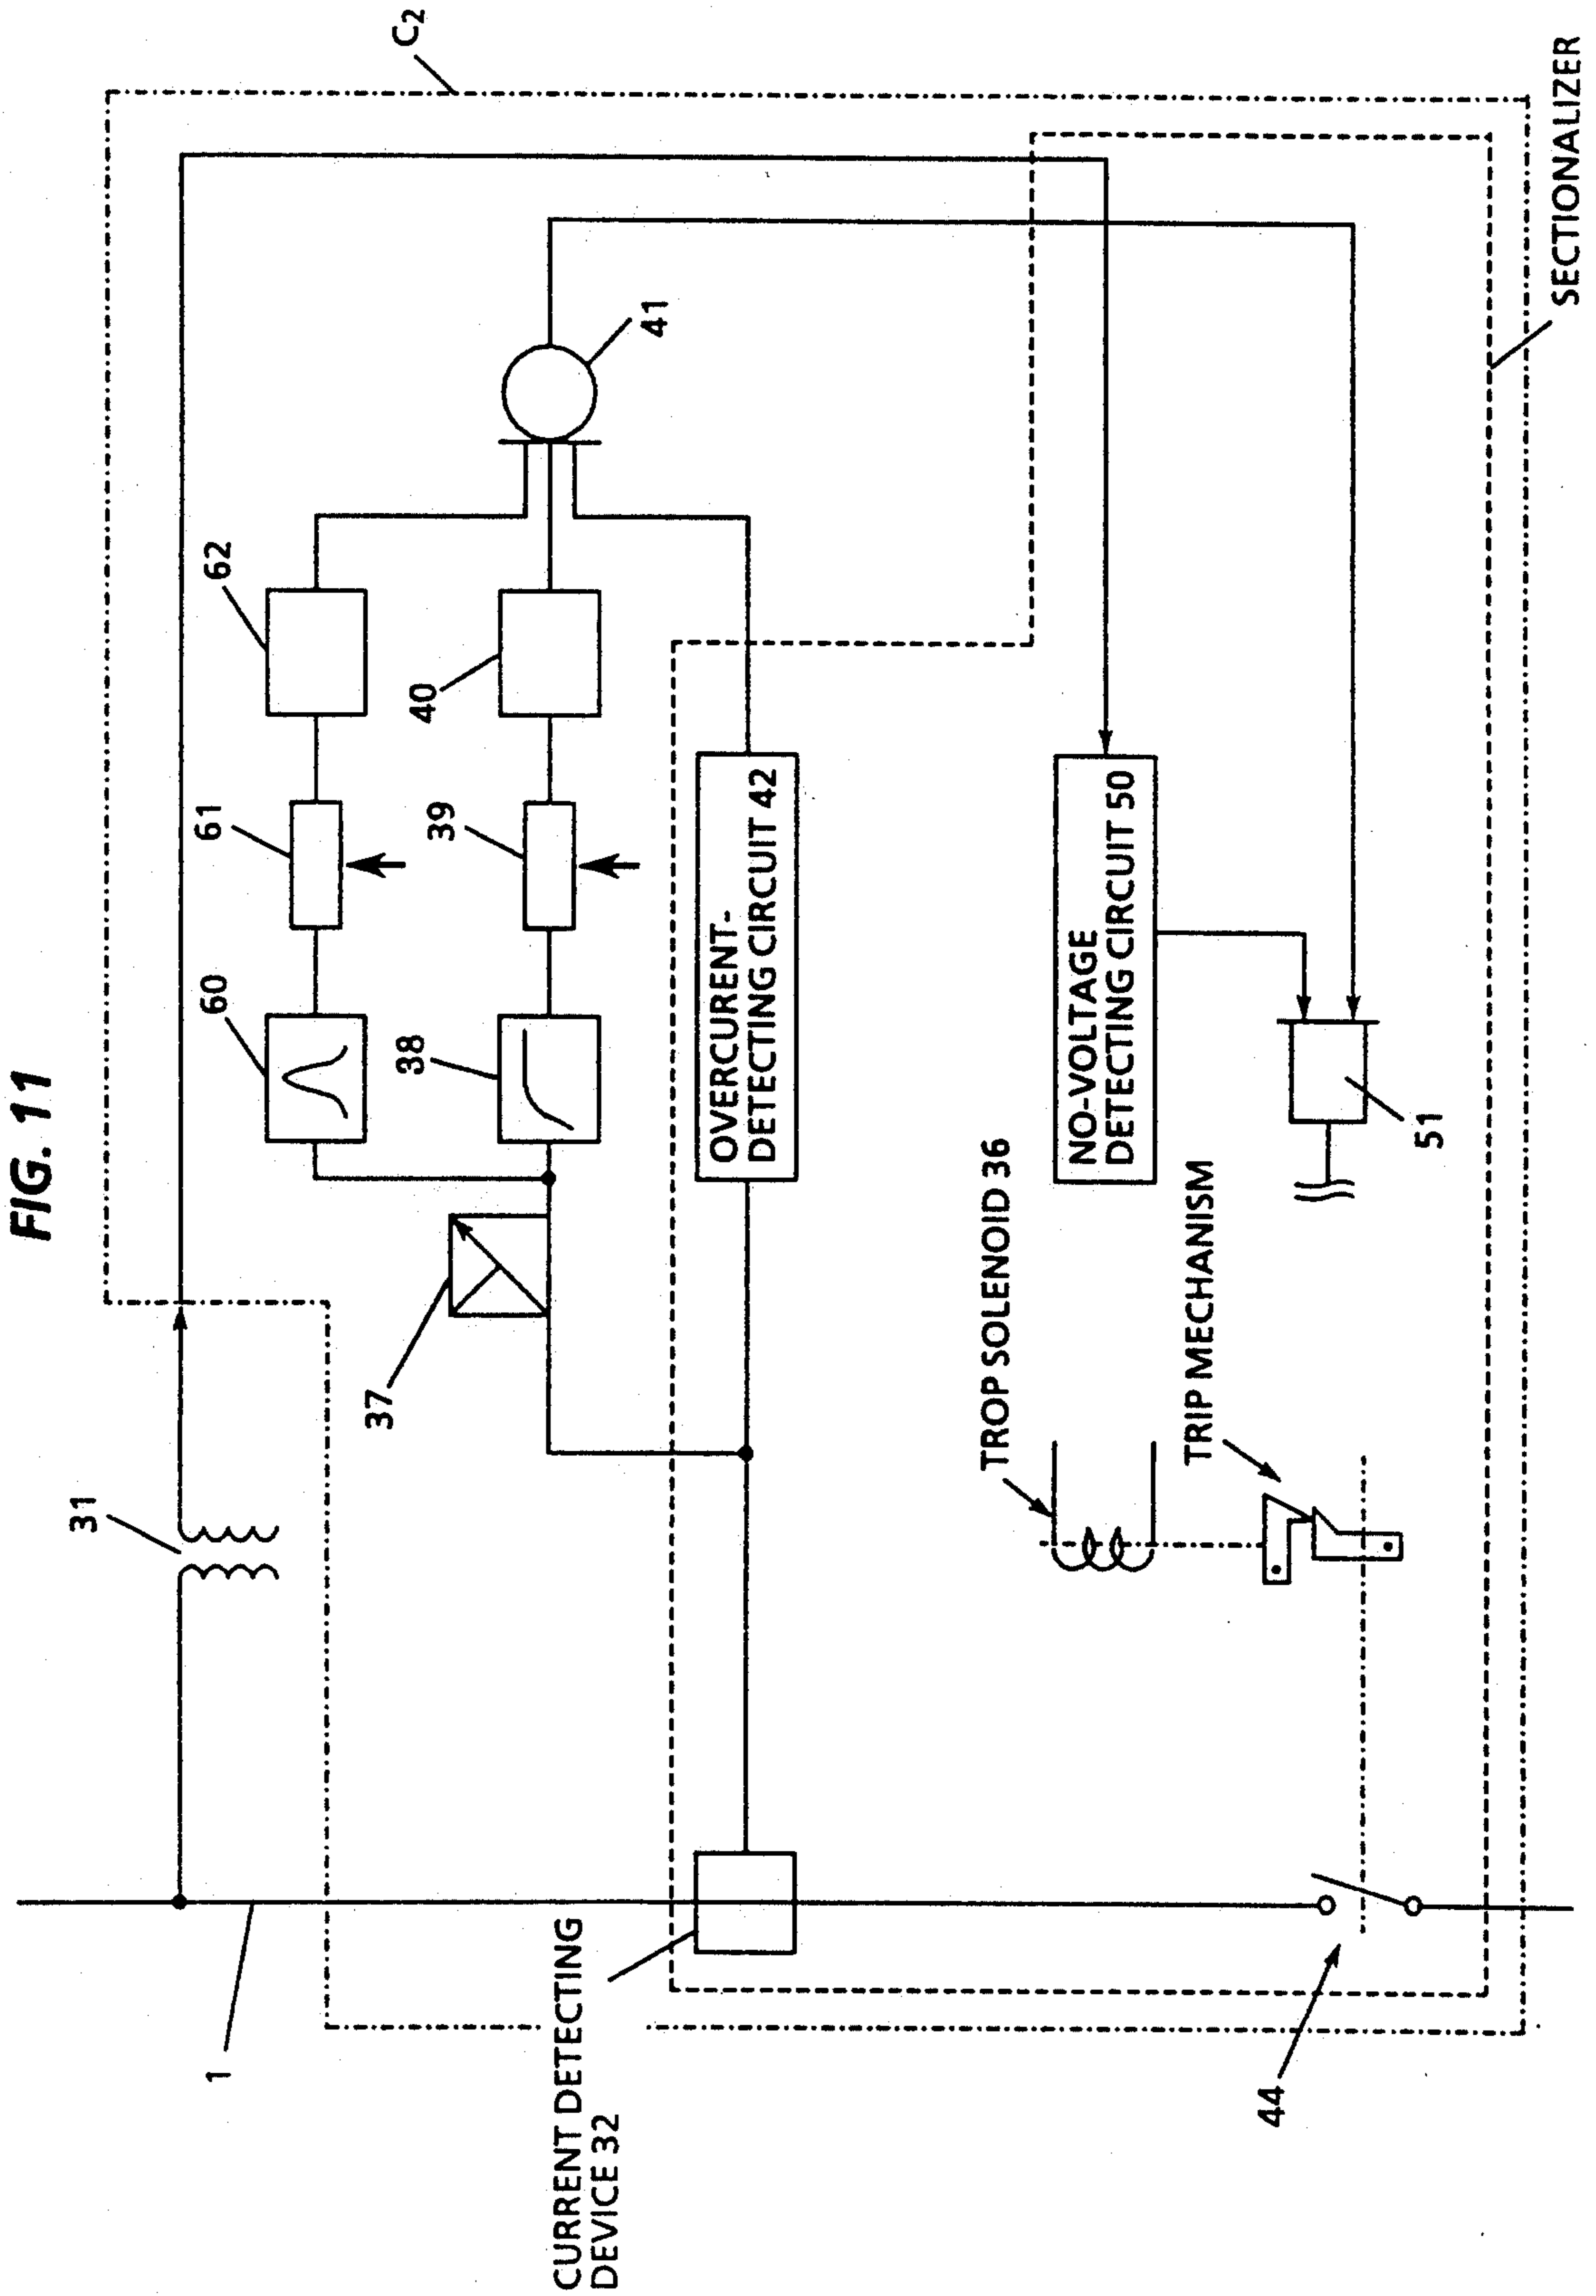 FIG. 11
31
C2
37
60
61
62
38
39
40
41
OVERCURENT-
DETECTING CIRCUIT 42
1
CURRENT DETECTING
DEVICE 32
TROP SOLENOID 36
NO-VOLTAGE
DETECTING CIRCUIT 50
TRIP MECHANISM
51
44
SECTIONALIZER